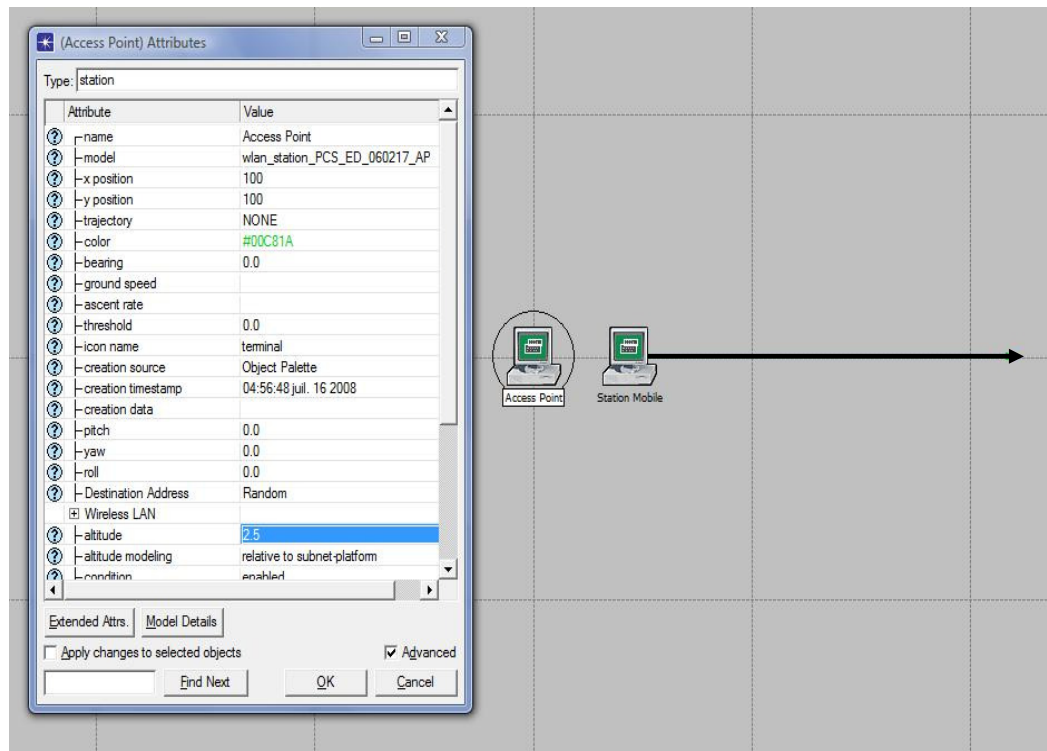 (Access Point) Attributes
Type: station
Attribute Value
name Access Point
model wlan_station_PCS_ED_060217_AP
x position 100
y position 100
trajectory NONE
color #00C81A
bearing 0.0
ground speed
ascent rate
threshold 0.0
icon name terminal
creation source Object Palette
creation timestamp 04:56:48 juil. 16 2008
creation data
pitch 0.0
yaw 0.0
roll 0.0
Destination Address Random
Wireless LAN
altitude 2.5
altitude modeling relative to subnet-platform
condition enabled
Extended Attrs. Model Details
Apply changes to selected objects Advanced
Find Next OK Cancel
Access Point Station Mobile